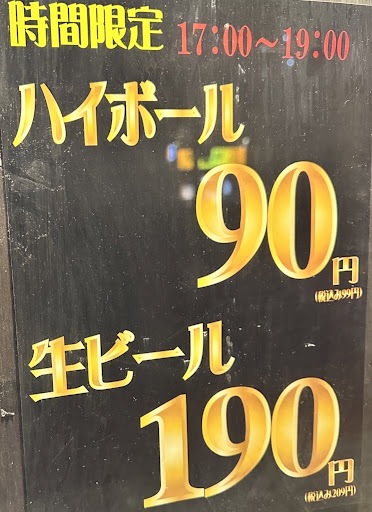 時間限定 17:00~19:00
ハイボール
90円
(税込み99円)
生ビール
190円
(税込み209円)